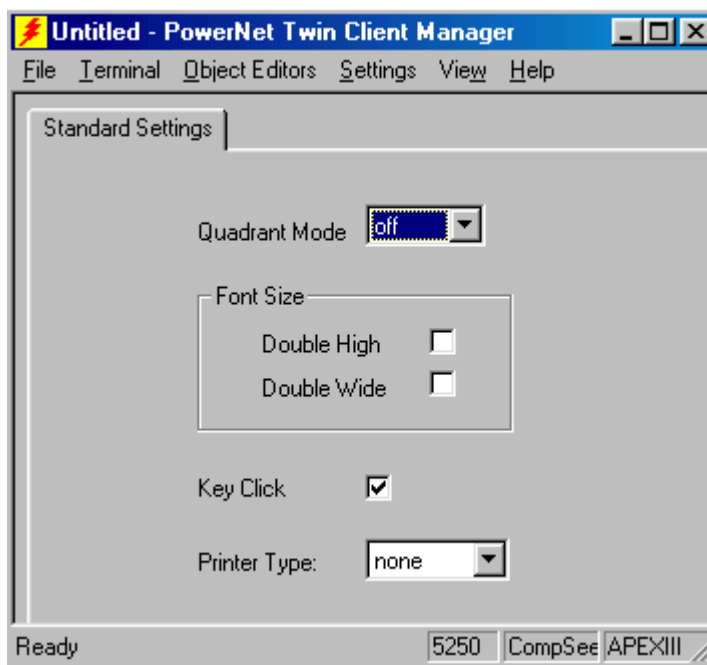 Untitled - PowerNet Twin Client Manager
File Terminal Object Editors Settings View Help
Standard Settings
Quadrant Mode off
Font Size
Double High
Double Wide
Key Click
Printer Type: none
Ready 5250 CompSee APEXIII